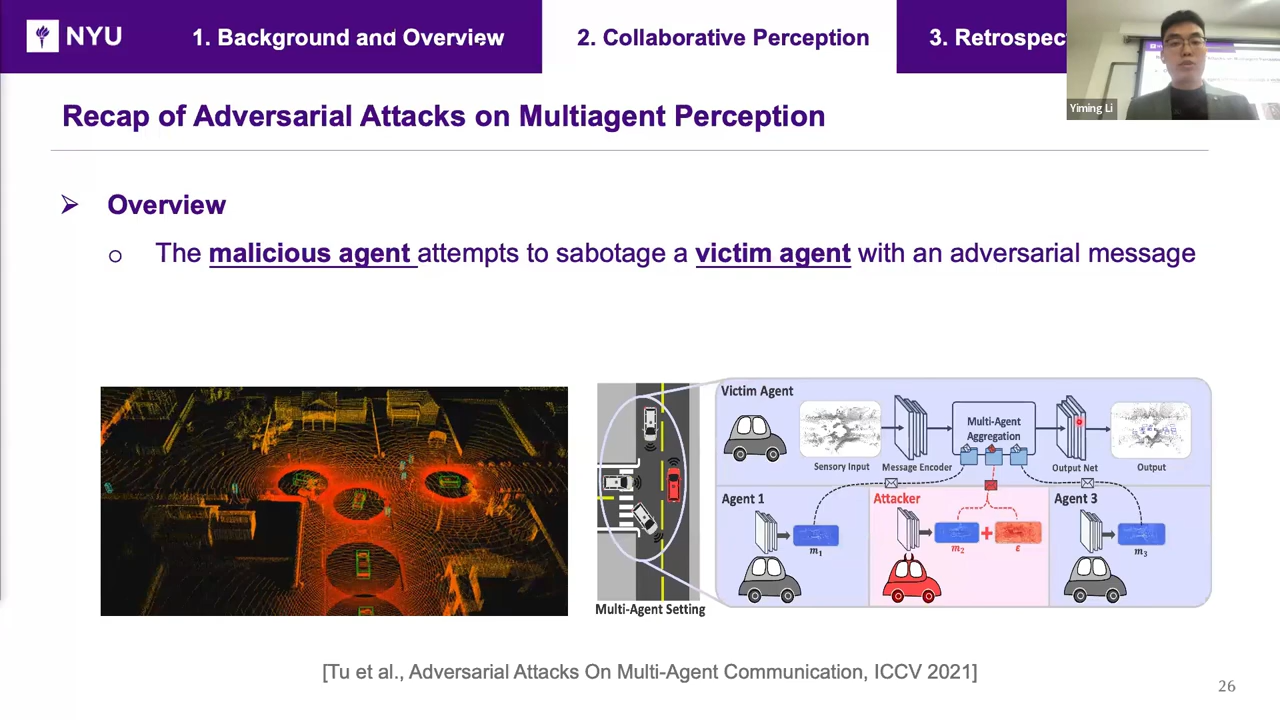 NYU
1. Background and Overview
2. Collaborative Perception
3. Retrospec
Yiming Li
Recap of Adversarial Attacks on Multiagent Perception
➢ Overview
o The malicious agent attempts to sabotage a victim agent with an adversarial message
Victim Agent
Multi-Agent
Aggregation
Sensory Input
Message Encoder
Output Net
Output
Agent 1
Attacker
Agent 3
m₁
m₂
+
ε
m₃
Multi-Agent Setting
[Tu et al., Adversarial Attacks On Multi-Agent Communication, ICCV 2021]
26